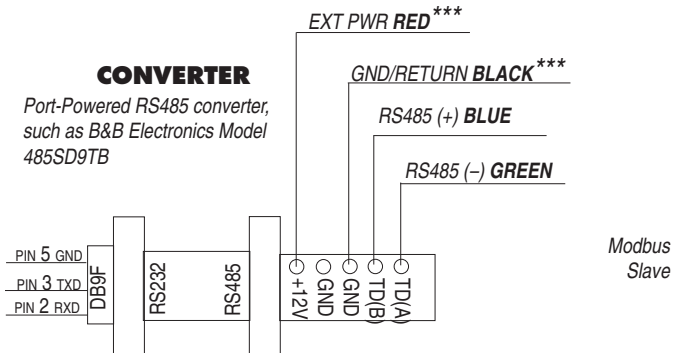 EXT PWR RED***
CONVERTER
GND/RETURN BLACK***
Port-Powered RS485 converter,
such as B&B Electronics Model
485SD9TB
RS485 (+) BLUE
RS485 (–) GREEN
Modbus
Slave
PIN 5 GND
PIN 3 TXD
PIN 2 RXD
DB9F
RS232
RS485
+12V
GND
GND
TD(B)
TD(A)